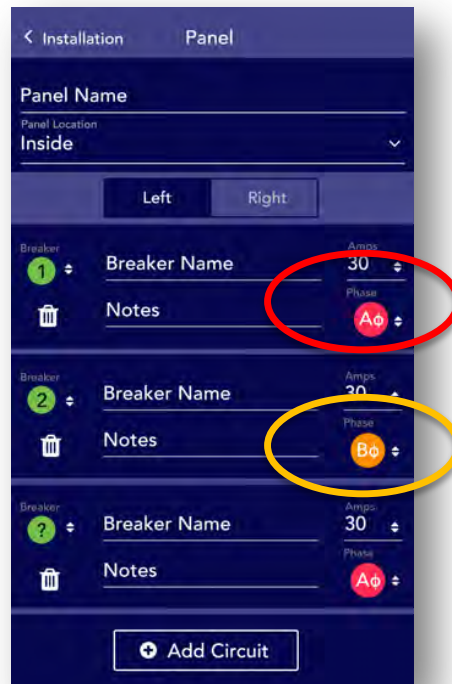 Installation Panel
Panel Name
Panel Location
Inside
Left Right
Breaker Amps
1 Breaker Name 30
Phase
Notes Aϕ
Breaker Amps
2 Breaker Name 30
Phase
Notes Bϕ
Breaker Amps
? Breaker Name 30
Phase
Notes Aϕ
Add Circuit